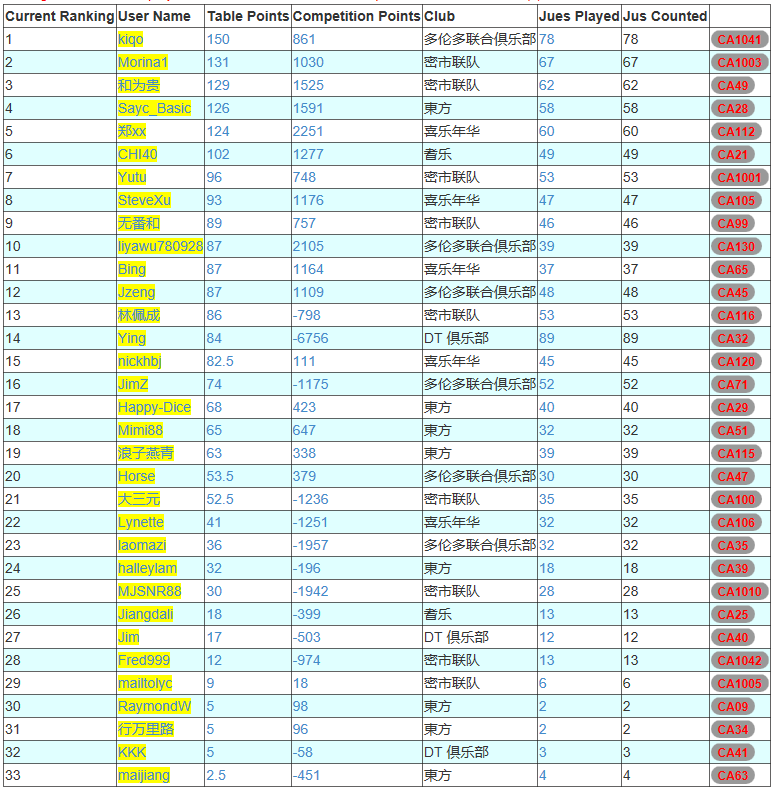 Current Ranking User Name Table Points Competition Points Club Jues Played Jus Counted
1 kiqo 150 861 多伦多联合俱乐部 78 78 CA1041
2 Morina1 131 1030 密市联队 67 67 CA1003
3 和为贵 129 1525 密市联队 62 62 CA49
4 Sayc_Basic 126 1591 東方 58 58 CA28
5 郑xx 124 2251 喜乐年华 60 60 CA112
6 CHI40 102 1277 耆乐 49 49 CA21
7 Yutu 96 748 密市联队 53 53 CA1001
8 SteveXu 93 1176 喜乐年华 47 47 CA105
9 无番和 89 757 密市联队 46 46 CA99
10 liyawu780928 87 2105 多伦多联合俱乐部 39 39 CA130
11 Bing 87 1164 喜乐年华 37 37 CA65
12 Jzeng 87 1109 多伦多联合俱乐部 48 48 CA45
13 林佩成 86 -798 密市联队 53 53 CA116
14 Ying 84 -6756 DT 俱乐部 89 89 CA32
15 nickhbj 82.5 111 喜乐年华 45 45 CA120
16 JimZ 74 -1175 多伦多联合俱乐部 52 52 CA71
17 Happy-Dice 68 423 東方 40 40 CA29
18 Mimi88 65 647 東方 32 32 CA51
19 浪子燕青 63 338 東方 39 39 CA115
20 Horse 53.5 379 多伦多联合俱乐部 30 30 CA47
21 大三元 52.5 -1236 密市联队 35 35 CA100
22 Lynette 41 -1251 喜乐年华 32 32 CA106
23 laomazi 36 -1957 多伦多联合俱乐部 32 32 CA35
24 halleylam 32 -196 東方 18 18 CA39
25 MJSNR88 30 -1942 密市联队 28 28 CA1010
26 Jiangdali 18 -399 耆乐 13 13 CA25
27 Jim 17 -503 DT 俱乐部 12 12 CA40
28 Fred999 12 -974 密市联队 13 13 CA1042
29 mailtolyc 9 18 密市联队 6 6 CA1005
30 RaymondW 5 98 東方 2 2 CA09
31 行万里路 5 96 東方 2 2 CA34
32 KKK 5 -58 DT 俱乐部 3 3 CA41
33 maijiang 2.5 -451 東方 4 4 CA63